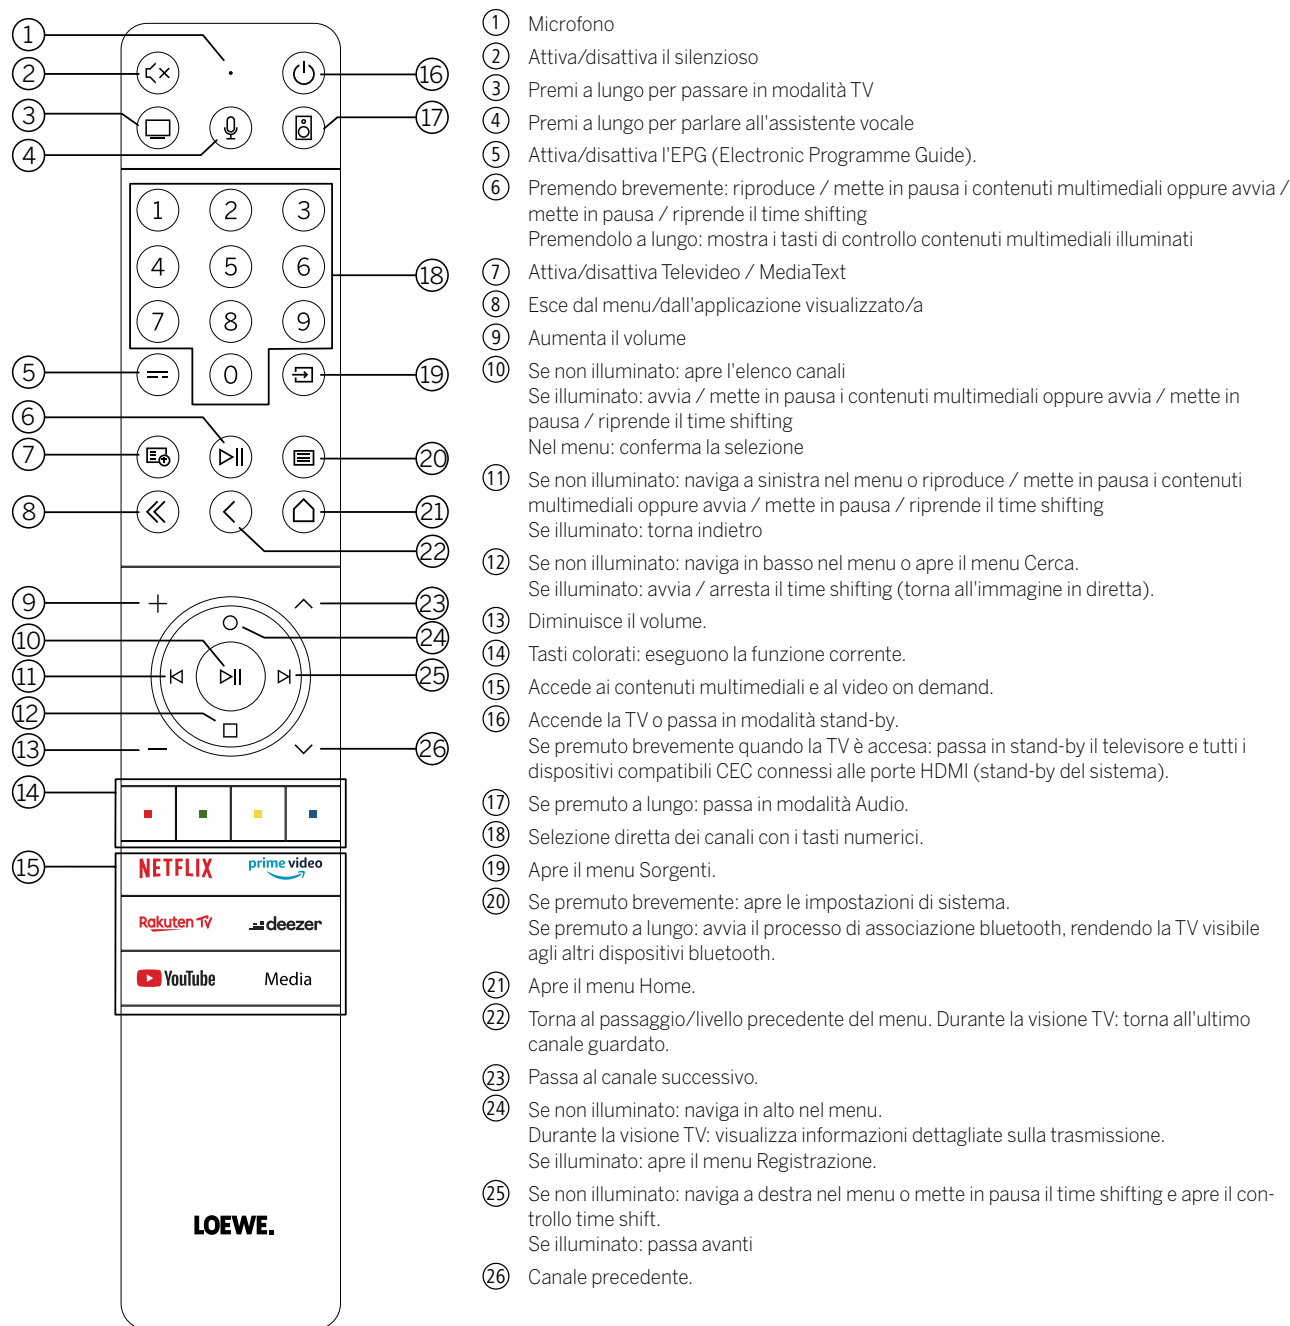 1 Microfono
2 Attiva/disattiva il silenzioso
3 Premi a lungo per passare in modalità TV
4 Premi a lungo per parlare all'assistente vocale
5 Attiva/disattiva l'EPG (Electronic Programme Guide).
6 Premendo brevemente: riproduce / mette in pausa i contenuti multimediali oppure avvia /
mette in pausa / riprende il time shifting
Premendolo a lungo: mostra i tasti di controllo contenuti multimediali illuminati
7 Attiva/disattiva Televideo / MediaText
8 Esce dal menu/dall'applicazione visualizzato/a
9 Aumenta il volume
10 Se non illuminato: apre l'elenco canali
Se illuminato: avvia / mette in pausa i contenuti multimediali oppure avvia / mette in
pausa / riprende il time shifting
Nel menu: conferma la selezione
11 Se non illuminato: naviga a sinistra nel menu o riproduce / mette in pausa i contenuti
multimediali oppure avvia / mette in pausa / riprende il time shifting
Se illuminato: torna indietro
12 Se non illuminato: naviga in basso nel menu o apre il menu Cerca.
Se illuminato: avvia / arresta il time shifting (torna all'immagine in diretta).
13 Diminuisce il volume.
14 Tasti colorati: eseguono la funzione corrente.
15 Accede ai contenuti multimediali e al video on demand.
16 Accende la TV o passa in modalità stand-by.
Se premuto brevemente quando la TV è accesa: passa in stand-by il televisore e tutti i
dispositivi compatibili CEC connessi alle porte HDMI (stand-by del sistema).
17 Se premuto a lungo: passa in modalità Audio.
18 Selezione diretta dei canali con i tasti numerici.
19 Apre il menu Sorgenti.
20 Se premuto brevemente: apre le impostazioni di sistema.
Se premuto a lungo: avvia il processo di associazione bluetooth, rendendo la TV visibile
agli altri dispositivi bluetooth.
21 Apre il menu Home.
22 Torna al passaggio/livello precedente del menu. Durante la visione TV: torna all'ultimo
canale guardato.
23 Passa al canale successivo.
24 Se non illuminato: naviga in alto nel menu.
Durante la visione TV: visualizza informazioni dettagliate sulla trasmissione.
Se illuminato: apre il menu Registrazione.
25 Se non illuminato: naviga a destra nel menu o mette in pausa il time shifting e apre il con-
trollo time shift.
Se illuminato: passa avanti
26 Canale precedente.
1
2 16
3 17
4
1 2 3
4 5 6 18
7 8 9
5 0 19
6
7 20
8 21
22
9 23
10 24
11 25
12
13 26
14
15 NETFLIX prime video
Rakuten TV deezer
YouTube Media
LOEWE.